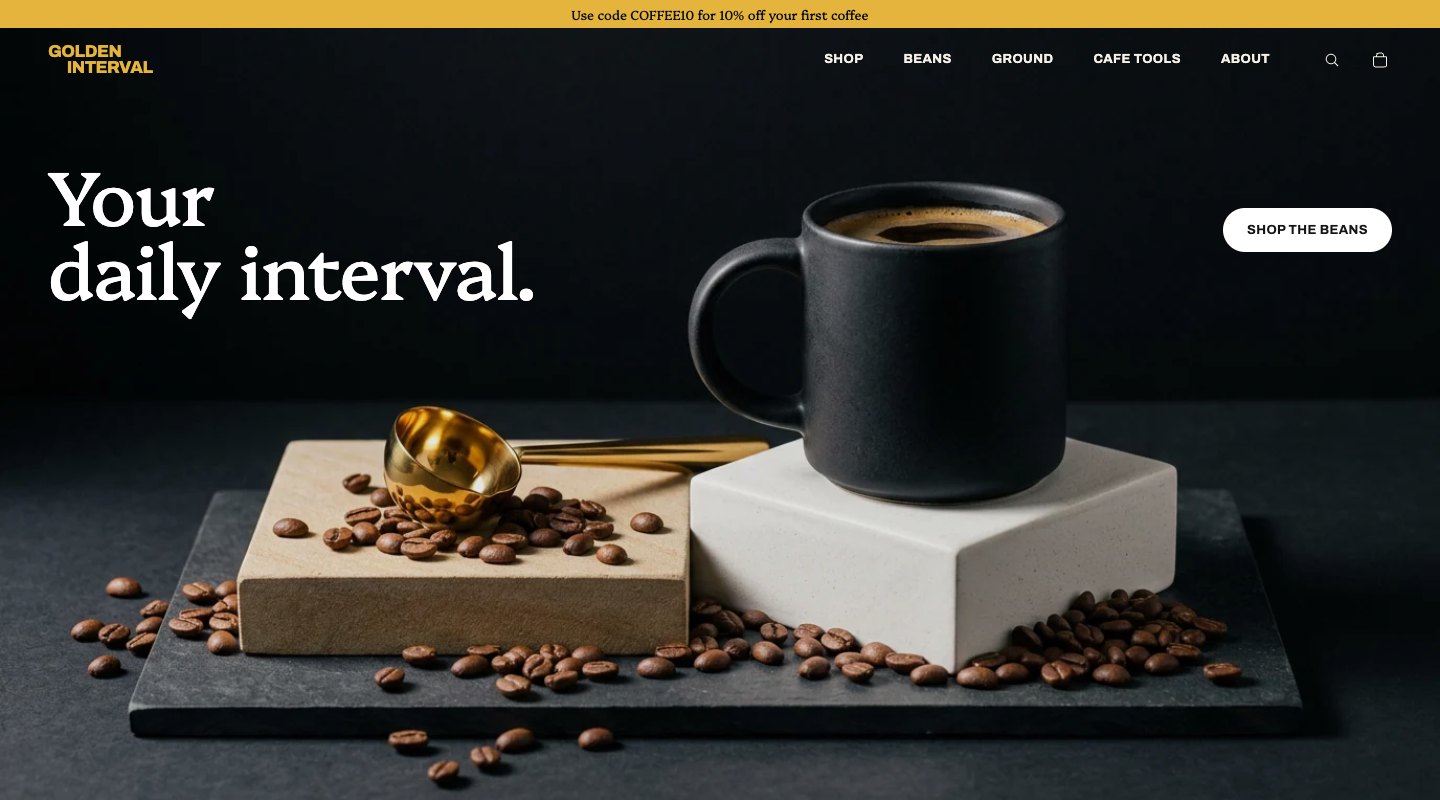 Use code COFFEE10 for 10% off your first coffee
GOLDEN
INTERVAL
SHOP
BEANS
GROUND
CAFE TOOLS
ABOUT
Your
daily interval.
SHOP THE BEANS